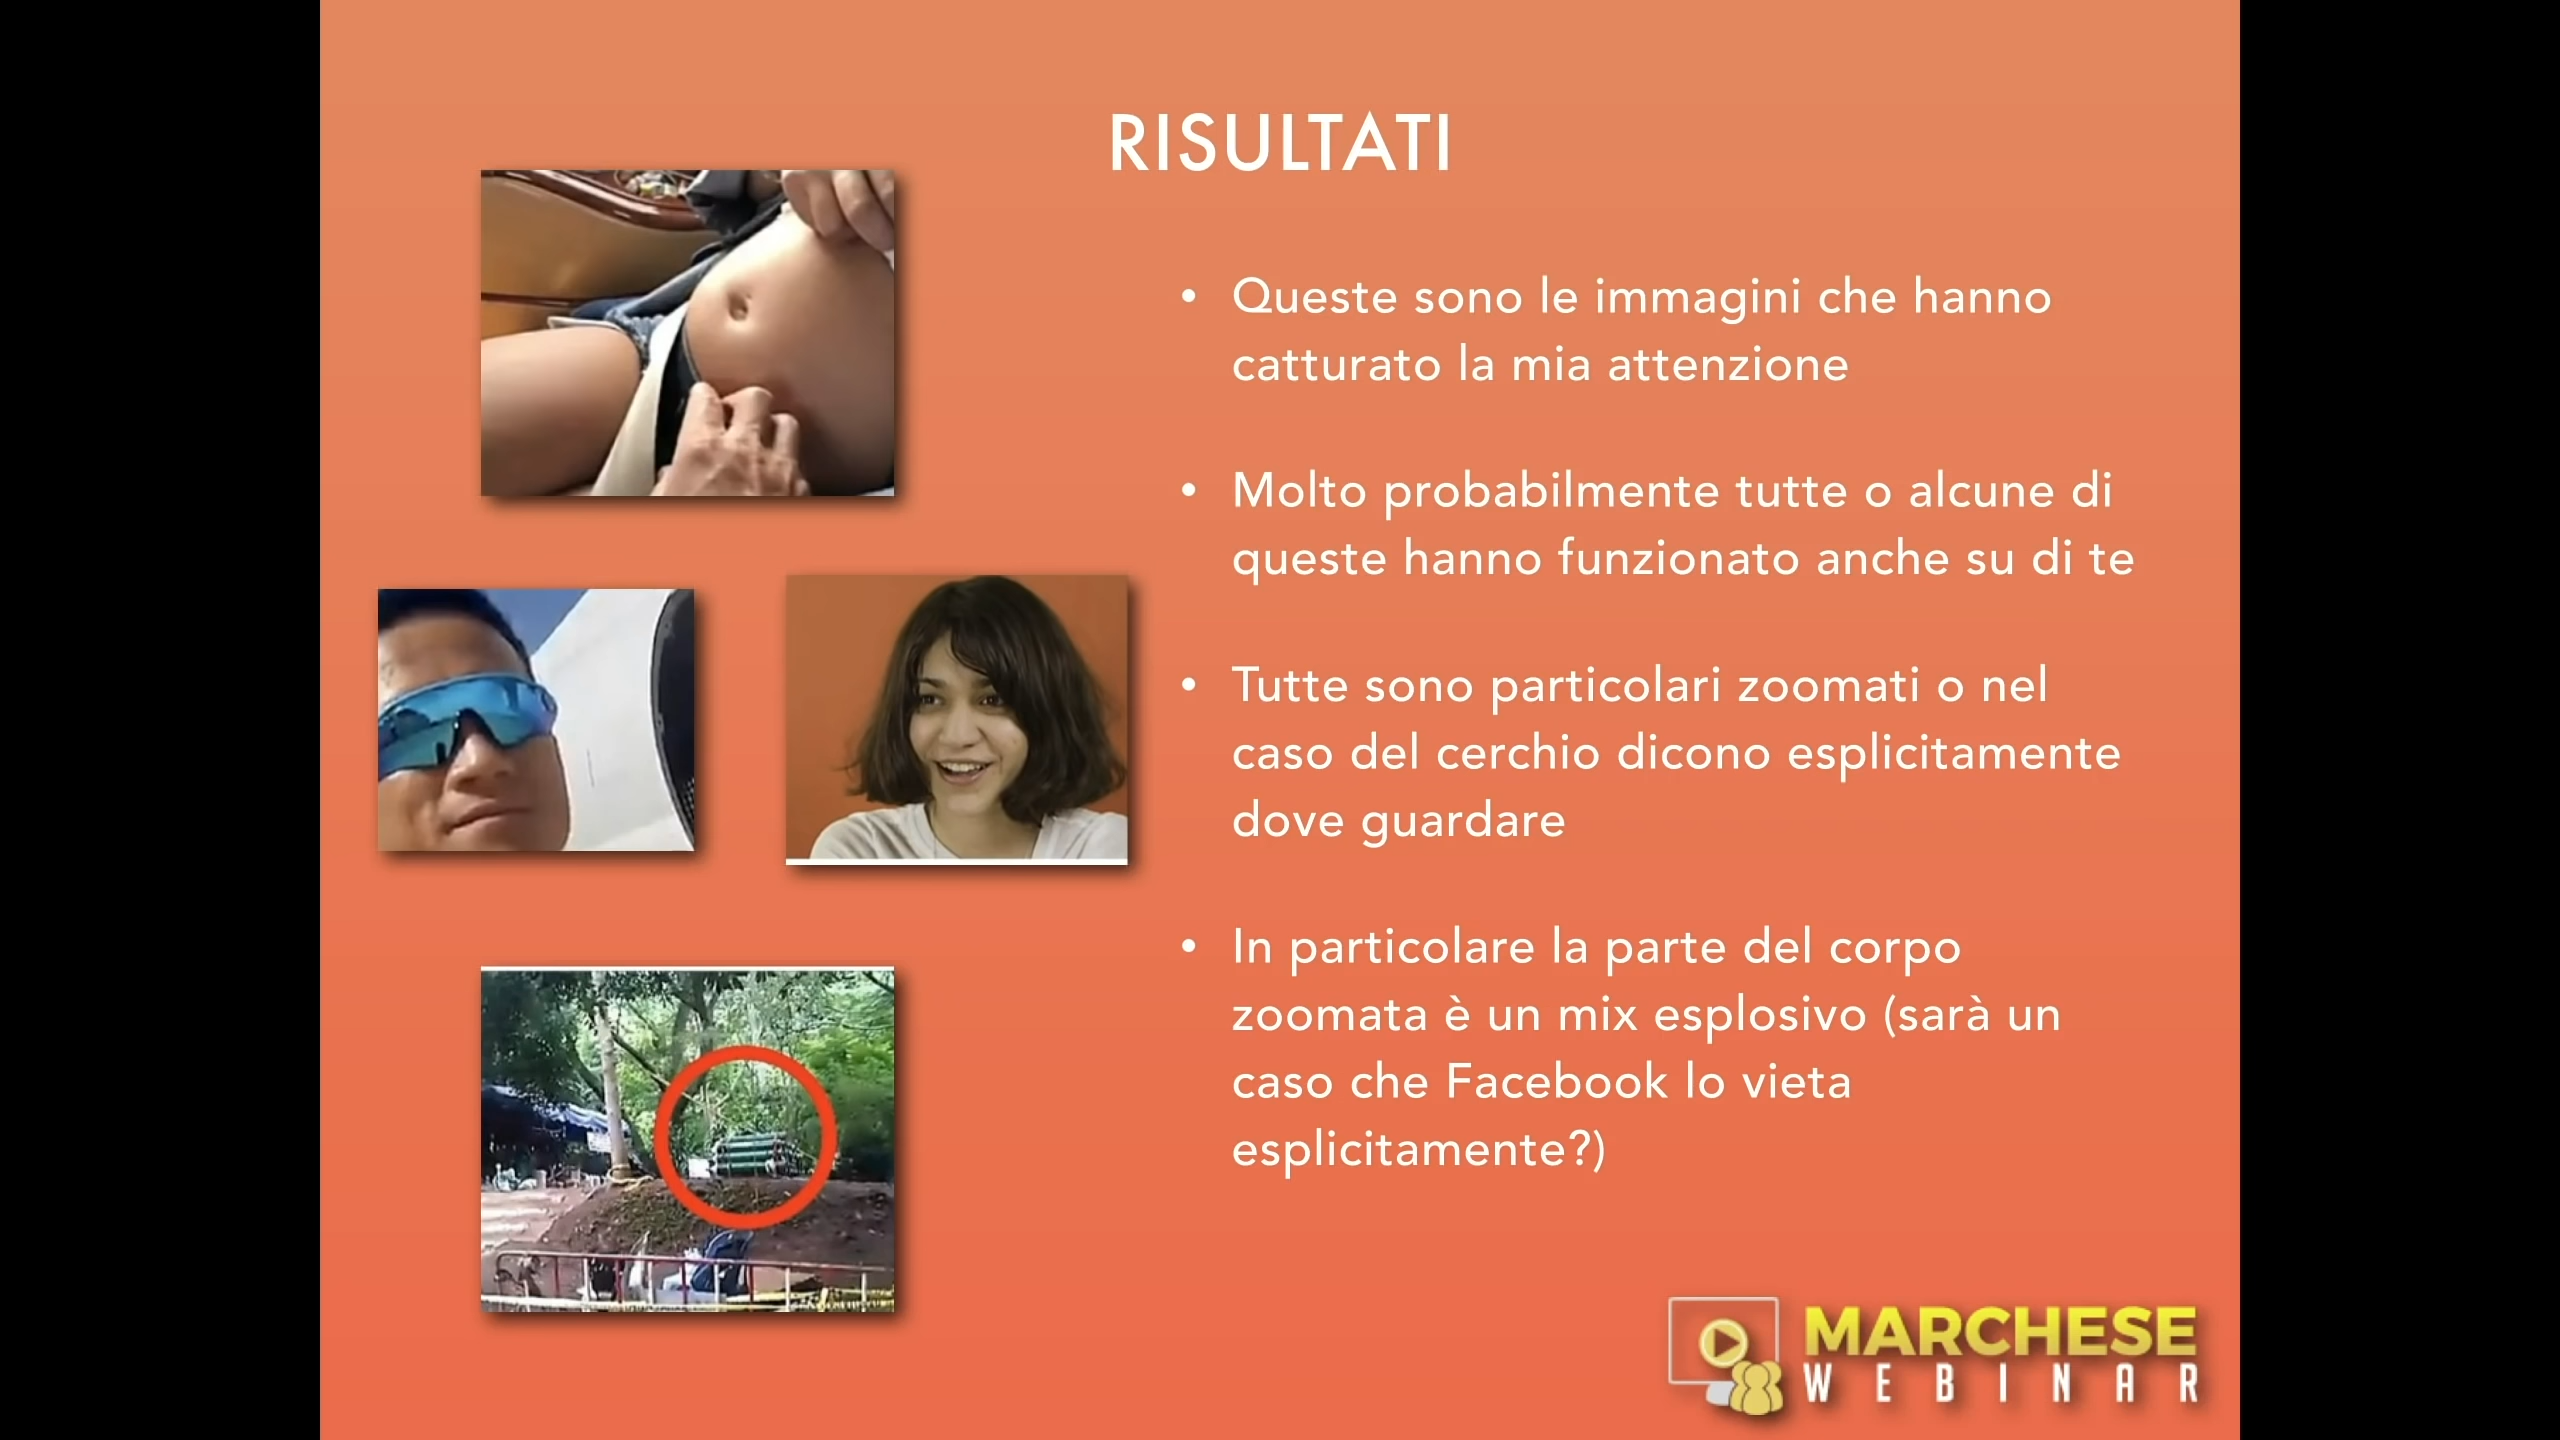 RISULTATI
• Queste sono le immagini che hanno
catturato la mia attenzione
• Molto probabilmente tutte o alcune di
queste hanno funzionato anche su di te
• Tutte sono particolari zoomati o nel
caso del cerchio dicono esplicitamente
dove guardare
• In particolare la parte del corpo
zoomata è un mix esplosivo (sarà un
caso che Facebook lo vieta
esplicitamente?)
MARCHESE
WEBINAR